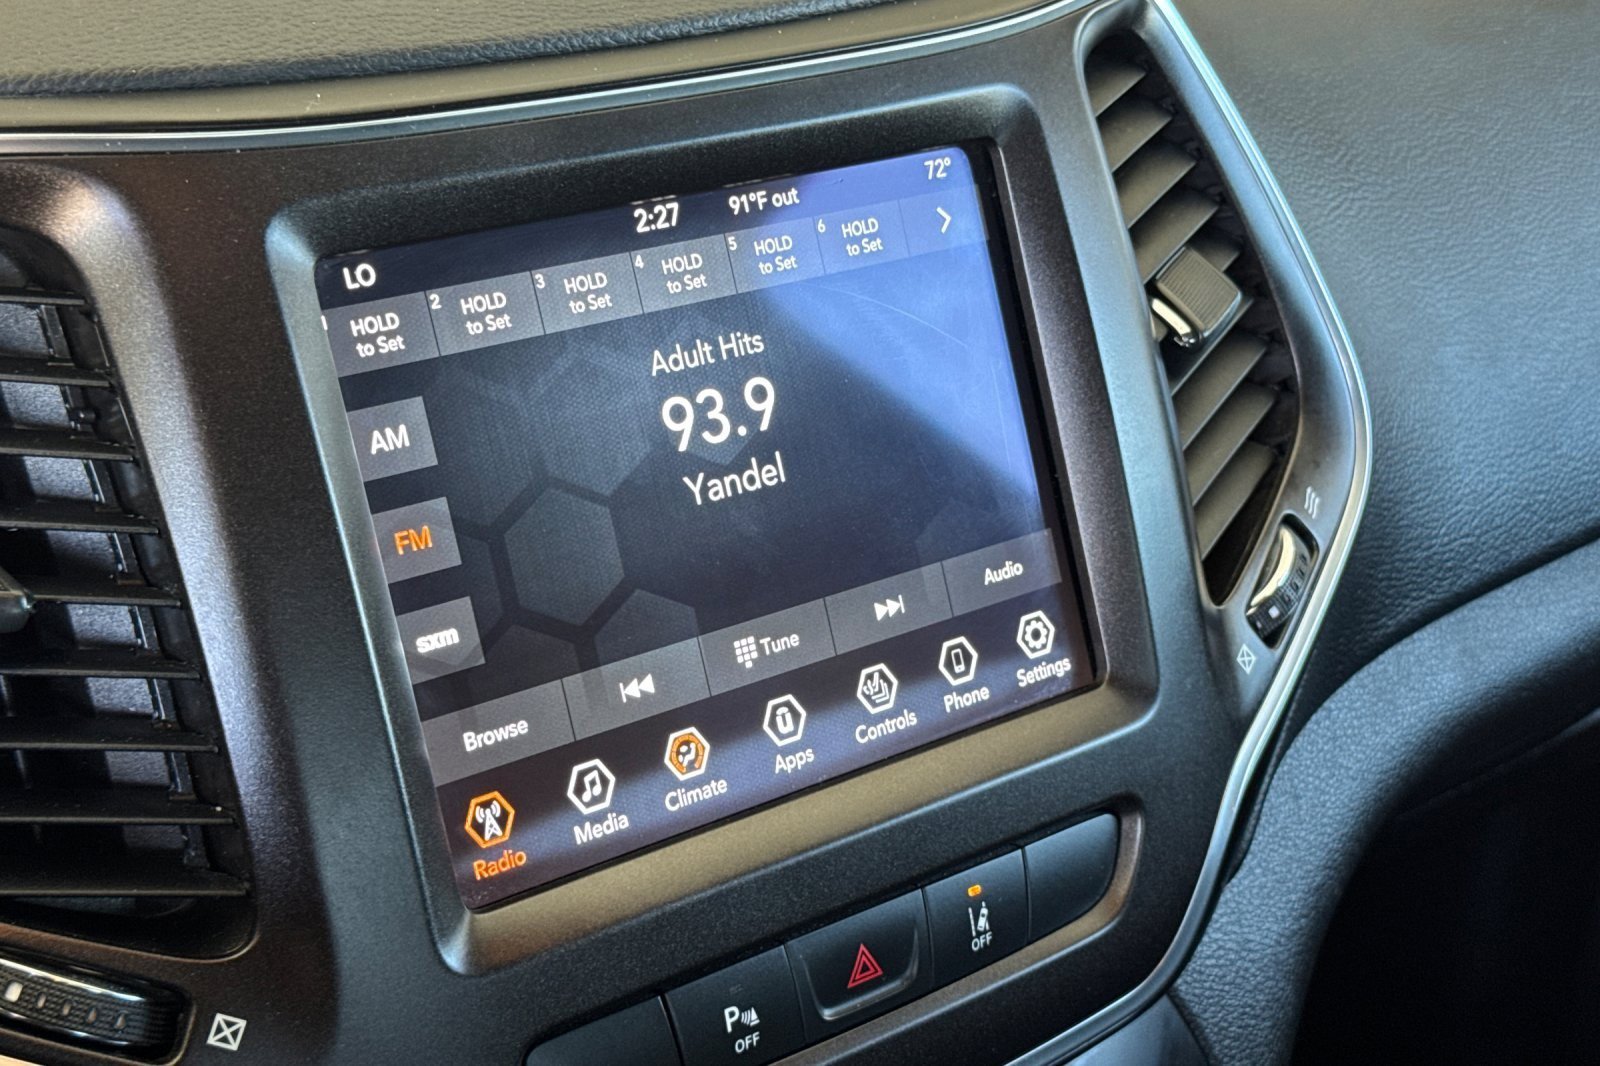 LO
2:27
91°F out
72°
1
HOLD
to Set
2
HOLD
to Set
3
HOLD
to Set
4
HOLD
to Set
5
HOLD
to Set
6
HOLD
to Set
Adult Hits
93.9
Yandel
AM
FM
sxm
Browse
Tune
Audio
Radio
Media
Climate
Apps
Controls
Phone
Settings
P
OFF
OFF